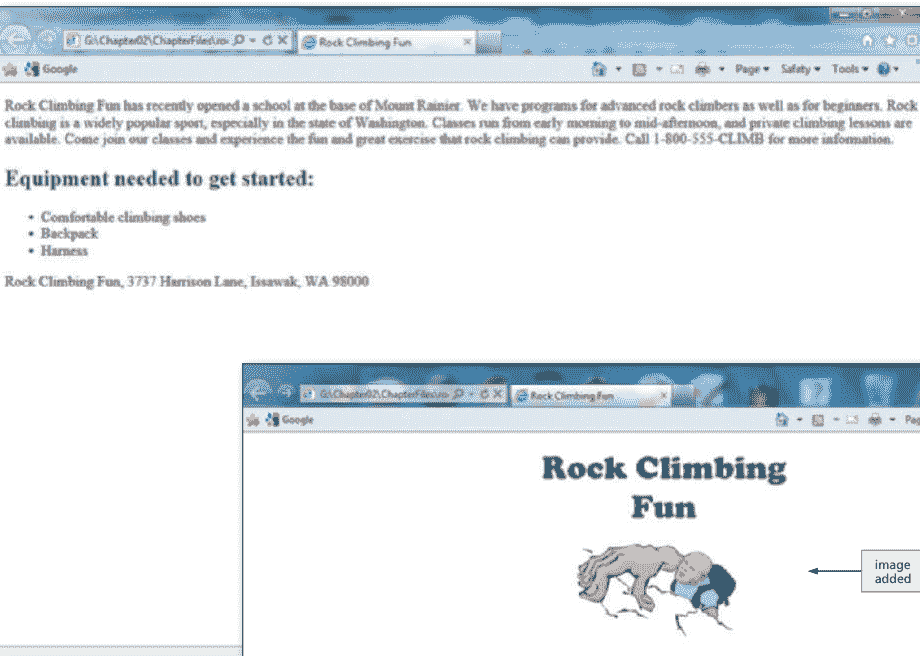 G:\Chapter02\ChapterFiles\ro
Rock Climbing Fun
Google
Page Safety Tools
Rock Climbing Fun has recently opened a school at the base of Mount Rainier. We have programs for advanced rock climbers as well as for beginners. Rock
climbing is a widely popular sport, especially in the state of Washington. Classes run from early morning to mid-afternoon, and private climbing lessons are
available. Come join our classes and experience the fun and great exercise that rock climbing can provide. Call 1-800-555-CLIMB for more information.
Equipment needed to get started:
• Comfortable climbing shoes
• Backpack
• Harness
Rock Climbing Fun, 3737 Harrison Lane, Issawak, WA 98000
G:\Chapter02\ChapterFiles\ro
Rock Climbing Fun
Google
Pag
Rock Climbing
Fun
image
added